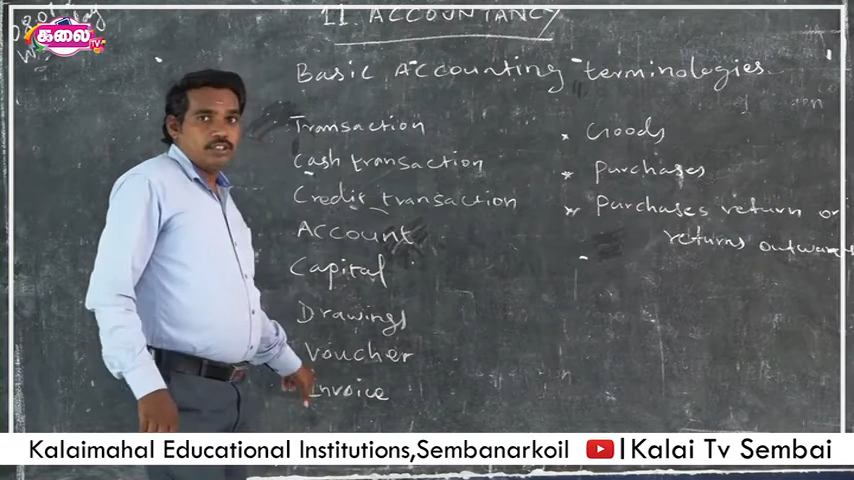 11. ACCOUNTANCY
கலை
TV
Basic Accounting terminologies
Transaction
Cash transaction
Credit transaction
Account
Capital
Drawings
Voucher
Invoice
* Goods
* Purchases
* Purchases return or
returns outwards
Kalaimahal Educational Institutions,Sembanarkoil
|Kalai Tv Sembai